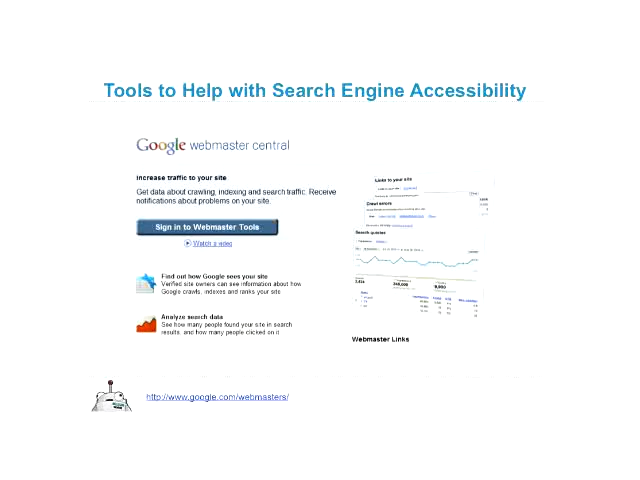 Tools to Help with Search Engine Accessibility
Google webmaster central
Increase traffic to your site
Get data about crawling, indexing and search traffic. Receive
notifications about problems on your site.
Sign in to Webmaster Tools
Watch a video
Find out how Google sees your site
Verified site owners can see information about how
Google crawls, indexes and ranks your site
Analyze search data
See how many people found your site in search
results, and how many people clicked on it
Links to your site
Crawl errors
Search queries
Webmaster Links
http://www.google.com/webmasters/